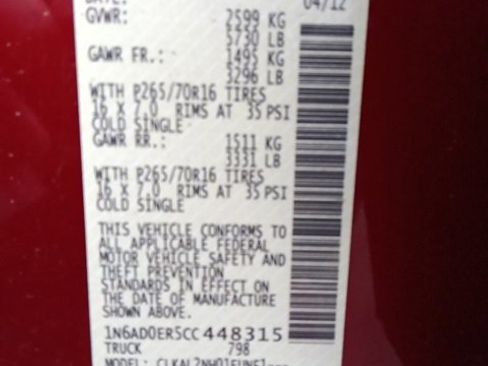 DATE: 04/12
GVWR: 2599 KG
5730 LB
GAWR FR.: 1495 KG
3296 LB
WITH P265/70R16 TIRES
16 X 7.0 RIMS AT 35 PSI
COLD SINGLE
GAWR RR.: 1511 KG
3331 LB
WITH P265/70R16 TIRES
16 X 7.0 RIMS AT 35 PSI
COLD SINGLE
THIS VEHICLE CONFORMS TO
ALL APPLICABLE FEDERAL
MOTOR VEHICLE SAFETY AND
THEFT PREVENTION
STANDARDS IN EFFECT ON
THE DATE OF MANUFACTURE
SHOWN ABOVE.
1N6AD0ER5CC448315
TRUCK 798
MODEL: